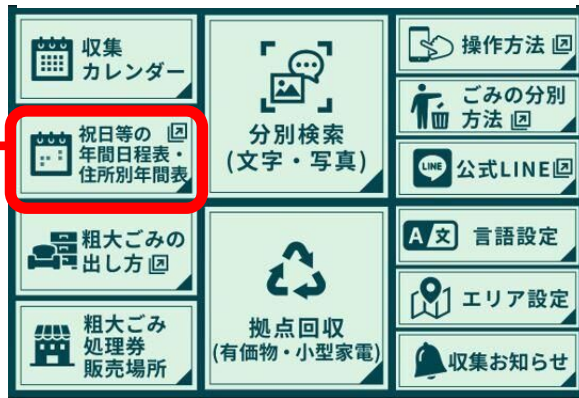 収集
カレンダー
祝日等の
年間日程表・
住所別年間表
粗大ごみの
出し方
粗大ごみ
処理券
販売場所
分別検索
(文字・写真)
拠点回収
(有価物・小型家電)
操作方法
ごみの分別
方法
LINE
公式LINE
A/文
言語設定
エリア設定
収集お知らせ